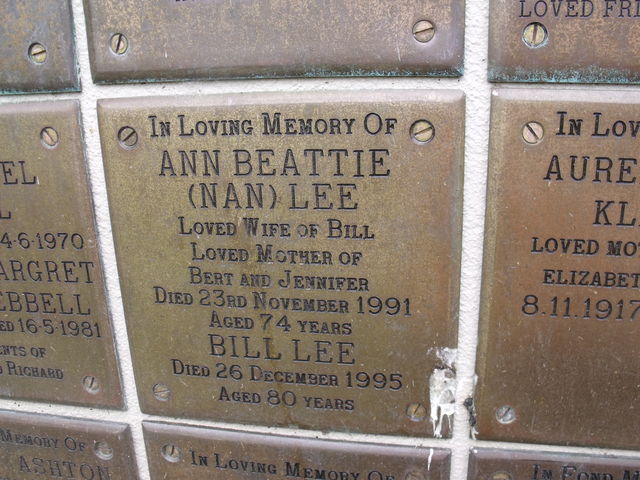 LOVED
EL
L
4·6·1970
ARGRET
EBBELL
ED 16·5·1981
ENTS OF
RICHARD
IN LOVING MEMORY OF
ANN BEATTIE
(NAN) LEE
LOVED WIFE OF BILL
LOVED MOTHER OF
BERT AND JENNIFER
DIED 23RD NOVEMBER 1991
AGED 74 YEARS
BILL LEE
DIED 26 DECEMBER 1995
AGED 80 YEARS
IN LOV
AURE
KL
LOVED MO
ELIZABET
8.11.1917
MEMORY OF
ASHTON
IN LOVING MEMORY OF
IN FOND